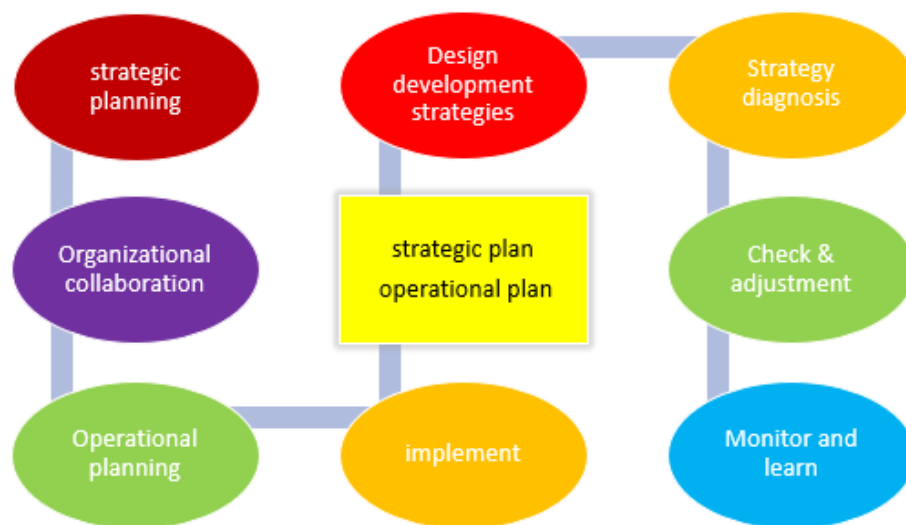 strategic
planning
Design
development
strategies
Strategy
diagnosis
Organizational
collaboration
strategic plan
operational plan
Check &
adjustment
Operational
planning
implement
Monitor and
learn